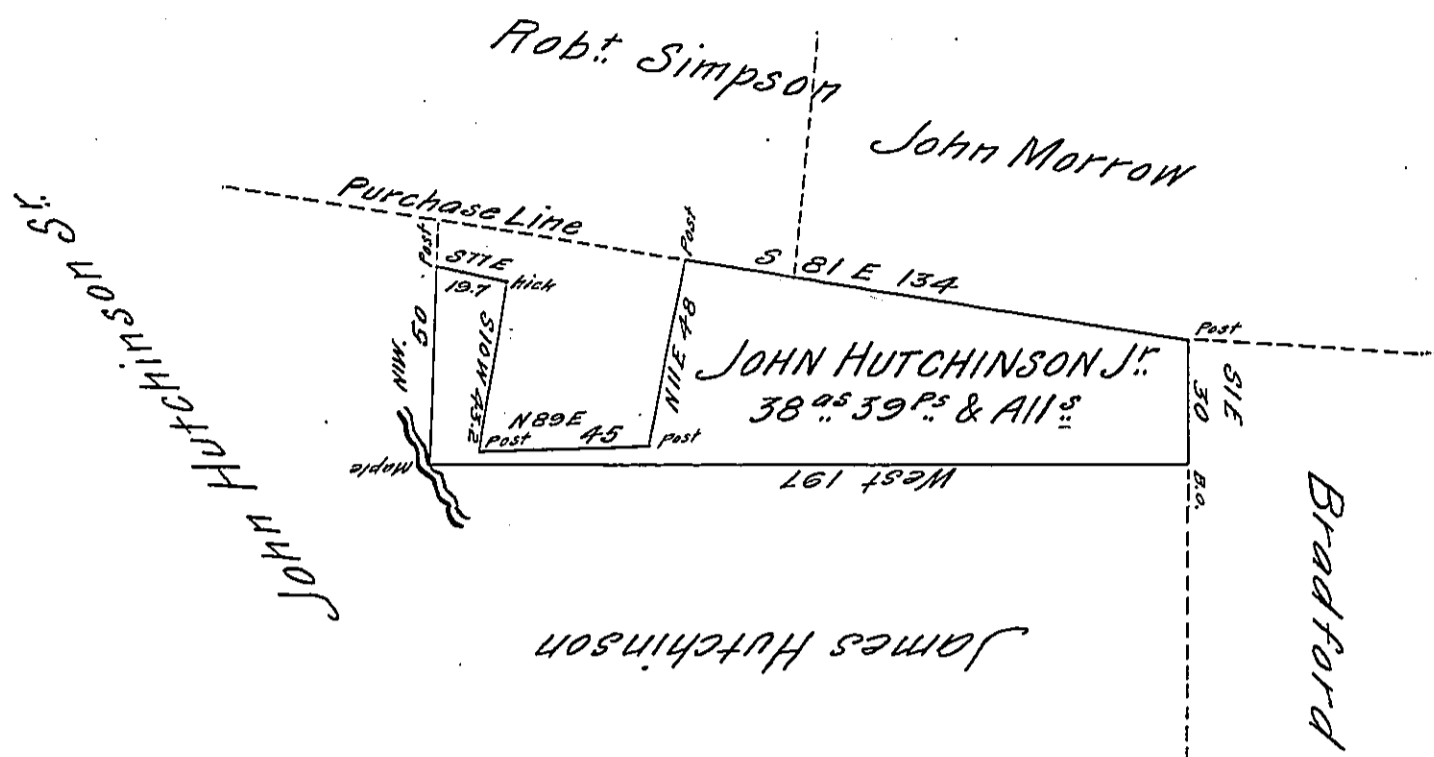 Robt. Simpson
John Morrow
John Hutchinson Sr.
Purchase Line
Post
Post
S 81 E 134
S77E
19.7
hick
Post
50
S10W 43.2
N11E 48
JOHN HUTCHINSON Jr.
38 as 39 Ps & Alls
S1E
30
N1W
N89E 45
Post
Post
Maple
West 197
B.O.
Bradford
James Hutchinson